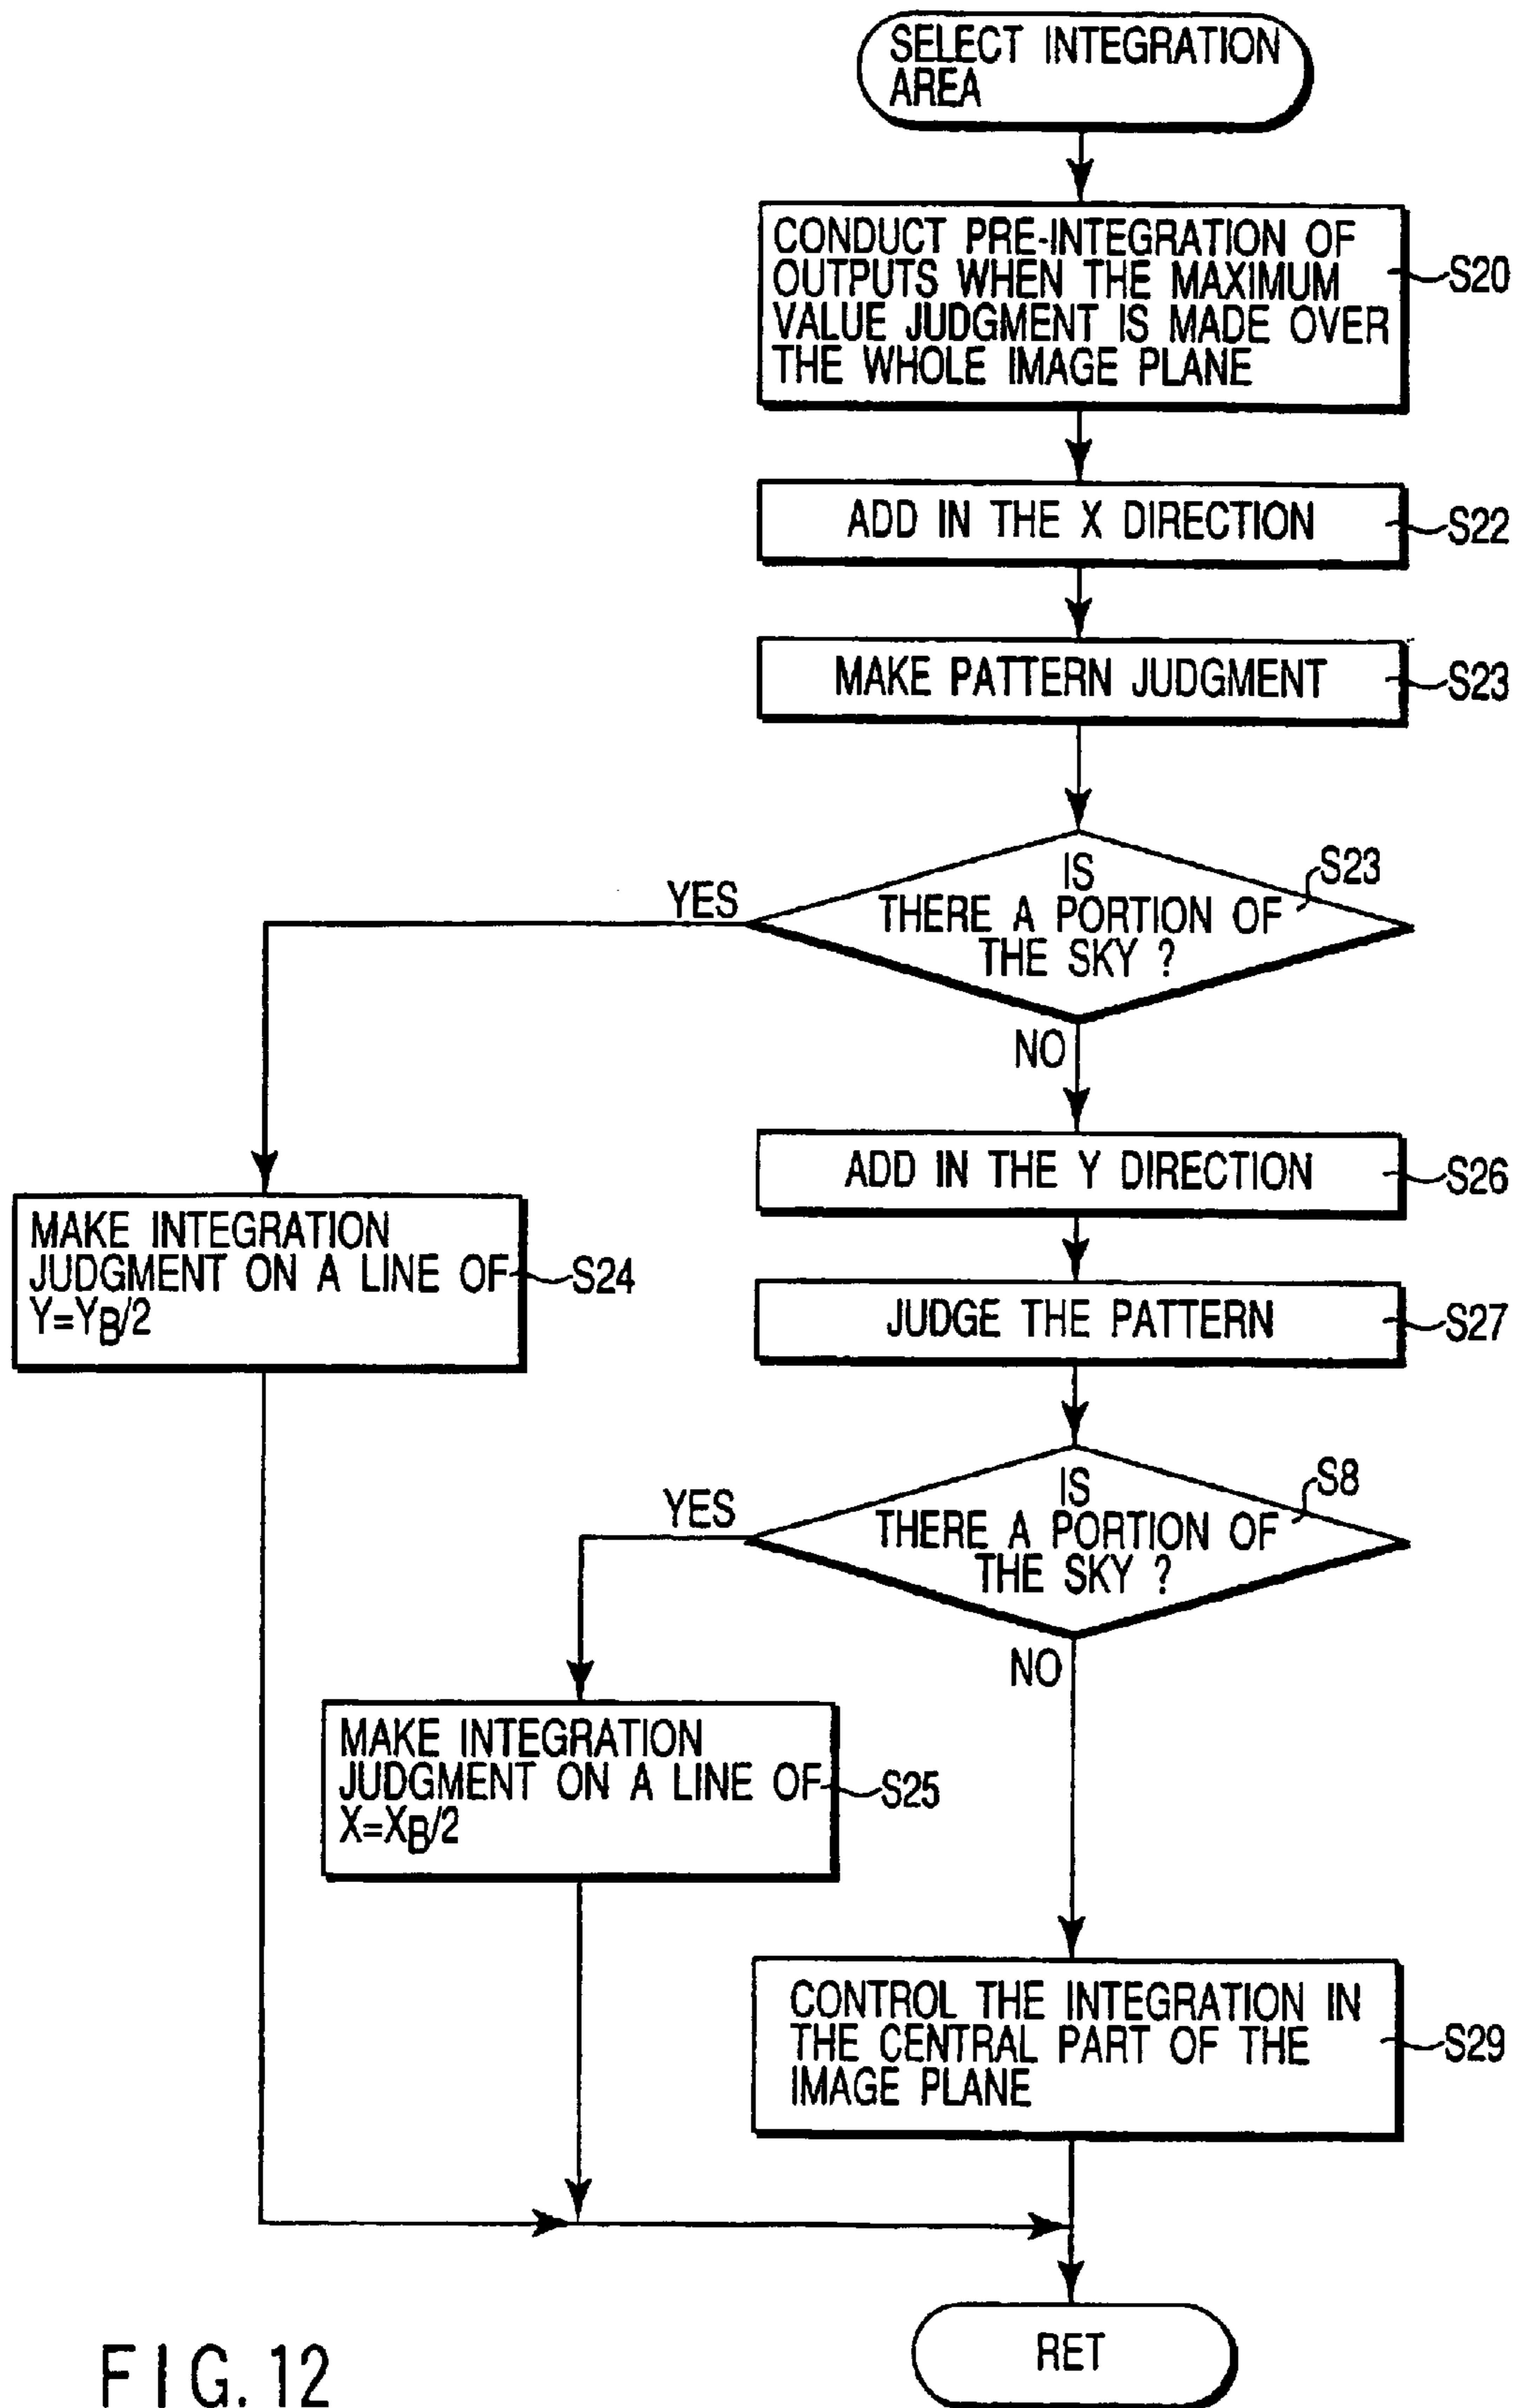 SELECT INTEGRATION
AREA
CONDUCT PRE-INTEGRATION OF
OUTPUTS WHEN THE MAXIMUM
VALUE JUDGMENT IS MADE OVER
THE WHOLE IMAGE PLANE
S20
ADD IN THE X DIRECTION
S22
MAKE PATTERN JUDGMENT
S23
IS
THERE A PORTION OF
THE SKY ?
S23
YES
NO
MAKE INTEGRATION
JUDGMENT ON A LINE OF
Y=YB/2
S24
ADD IN THE Y DIRECTION
S26
JUDGE THE PATTERN
S27
IS
THERE A PORTION OF
THE SKY ?
S8
YES
NO
MAKE INTEGRATION
JUDGMENT ON A LINE OF
X=XB/2
S25
CONTROL THE INTEGRATION IN
THE CENTRAL PART OF THE
IMAGE PLANE
S29
RET
FIG. 12